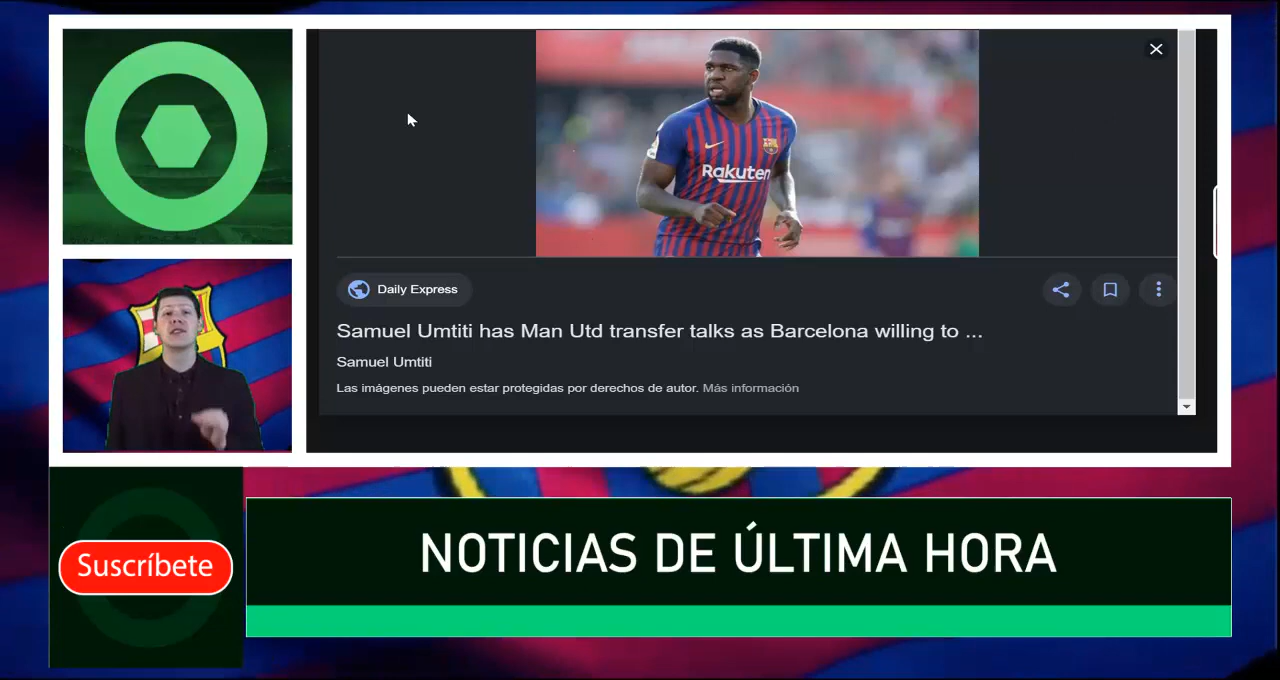 Rakuten
Daily Express
Samuel Umtiti has Man Utd transfer talks as Barcelona willing to ...
Samuel Umtiti
Las imágenes pueden estar protegidas por derechos de autor. Más información
Suscríbete
NOTICIAS DE ÚLTIMA HORA